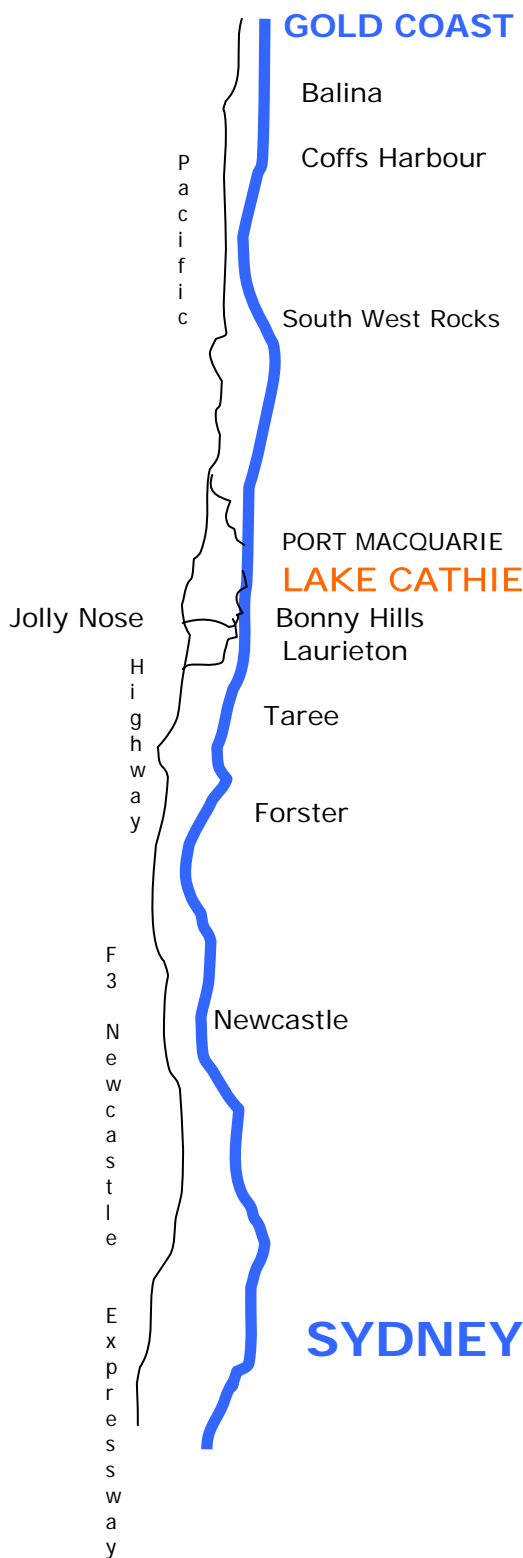 GOLD COAST
Balina
Coffs Harbour
Pacific
South West Rocks
PORT MACQUARIE
LAKE CATHIE
Jolly Nose
Bonny Hills
Laurieton
Highway
Taree
Forster
F3 Newcastle Expressway
Newcastle
SYDNEY